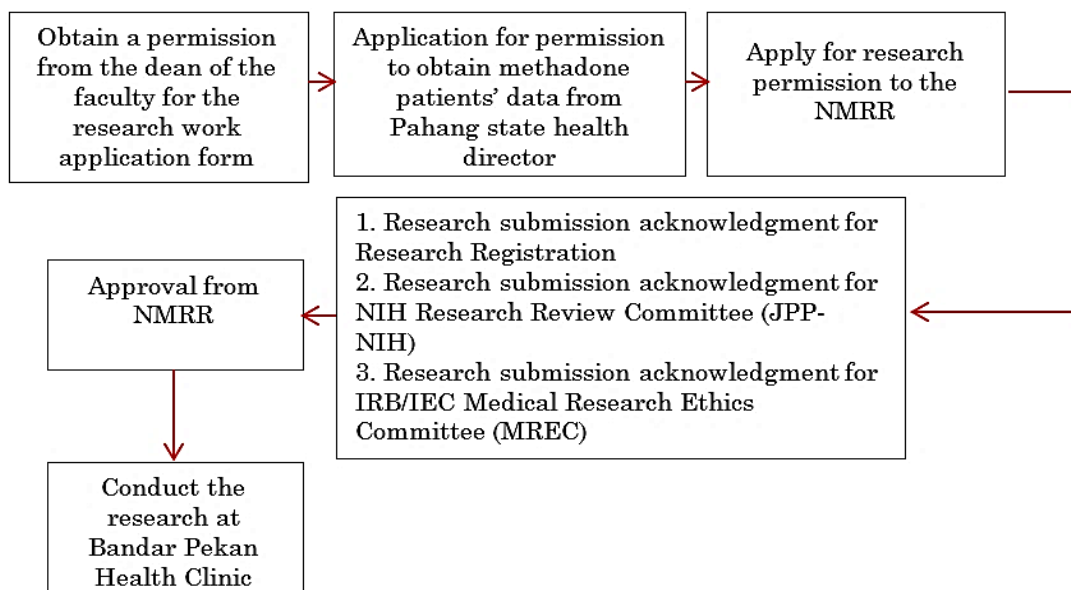 Obtain a permission
from the dean of the
faculty for the
research work
application form
Application for permission
to obtain methadone
patients' data from
Pahang state health
director
Apply for research
permission to the
NMRR
1. Research submission acknowledgment for
Research Registration
2. Research submission acknowledgment for
NIH Research Review Committee (JPP-
NIH)
3. Research submission acknowledgment for
IRB/IEC Medical Research Ethics
Committee (MREC)
Approval from
NMRR
Conduct the
research at
Bandar Pekan
Health Clinic